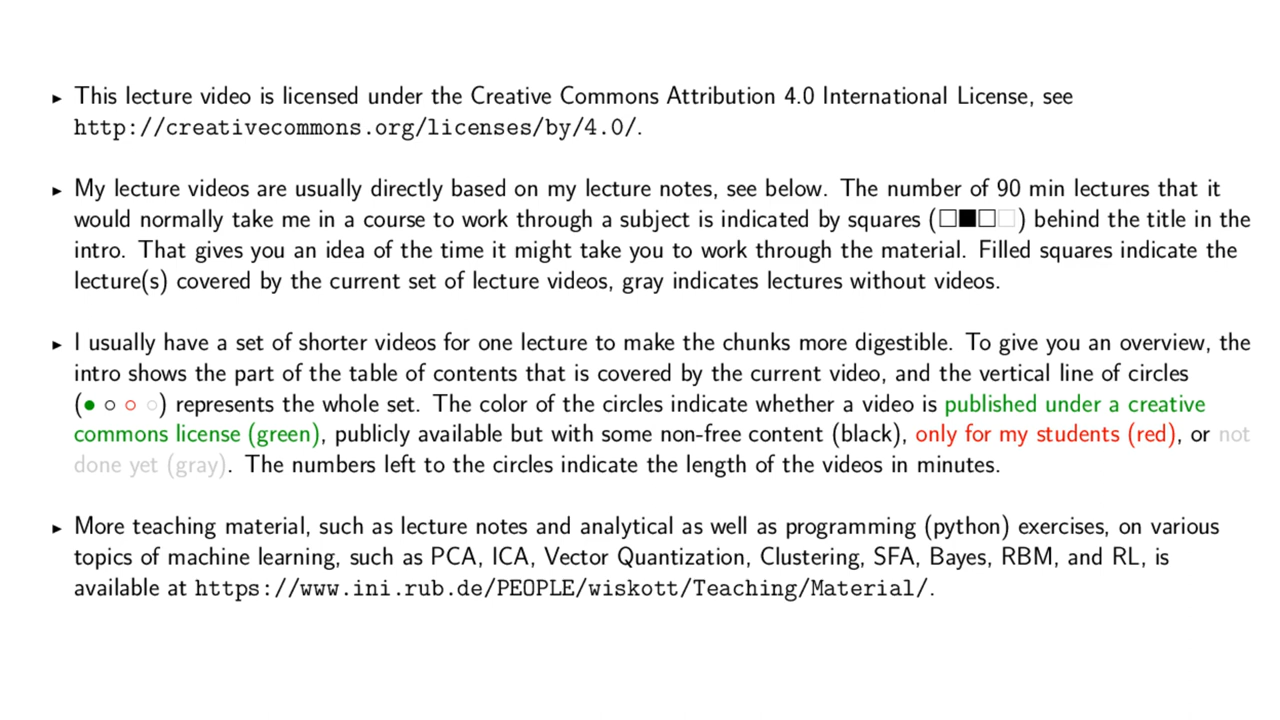 ▶ This lecture video is licensed under the Creative Commons Attribution 4.0 International License, see
http://creativecommons.org/licenses/by/4.0/.
▶ My lecture videos are usually directly based on my lecture notes, see below. The number of 90 min lectures that it
would normally take me in a course to work through a subject is indicated by squares (□■□□) behind the title in the
intro. That gives you an idea of the time it might take you to work through the material. Filled squares indicate the
lecture(s) covered by the current set of lecture videos, gray indicates lectures without videos.
▶ I usually have a set of shorter videos for one lecture to make the chunks more digestible. To give you an overview, the
intro shows the part of the table of contents that is covered by the current video, and the vertical line of circles
(● ○ ○ ○) represents the whole set. The color of the circles indicate whether a video is published under a creative
commons license (green), publicly available but with some non-free content (black), only for my students (red), or not
done yet (gray). The numbers left to the circles indicate the length of the videos in minutes.
▶ More teaching material, such as lecture notes and analytical as well as programming (python) exercises, on various
topics of machine learning, such as PCA, ICA, Vector Quantization, Clustering, SFA, Bayes, RBM, and RL, is
available at https://www.ini.rub.de/PEOPLE/wiskott/Teaching/Material/.